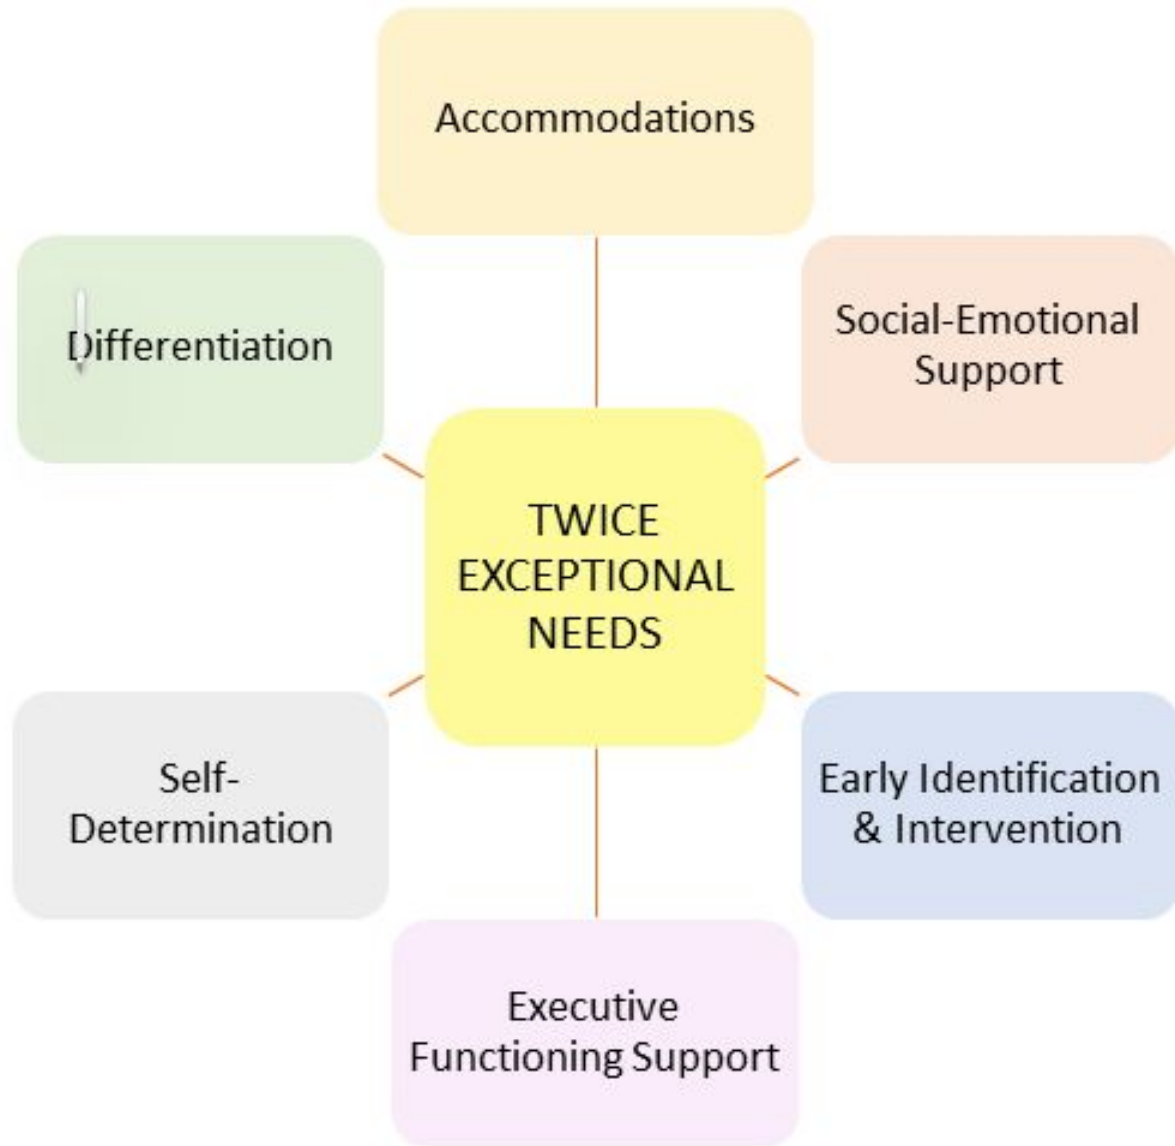 Accommodations
Social-Emotional
Support
Differentiation
TWICE
EXCEPTIONAL
NEEDS
Self-
Determination
Early Identification
& Intervention
Executive
Functioning Support